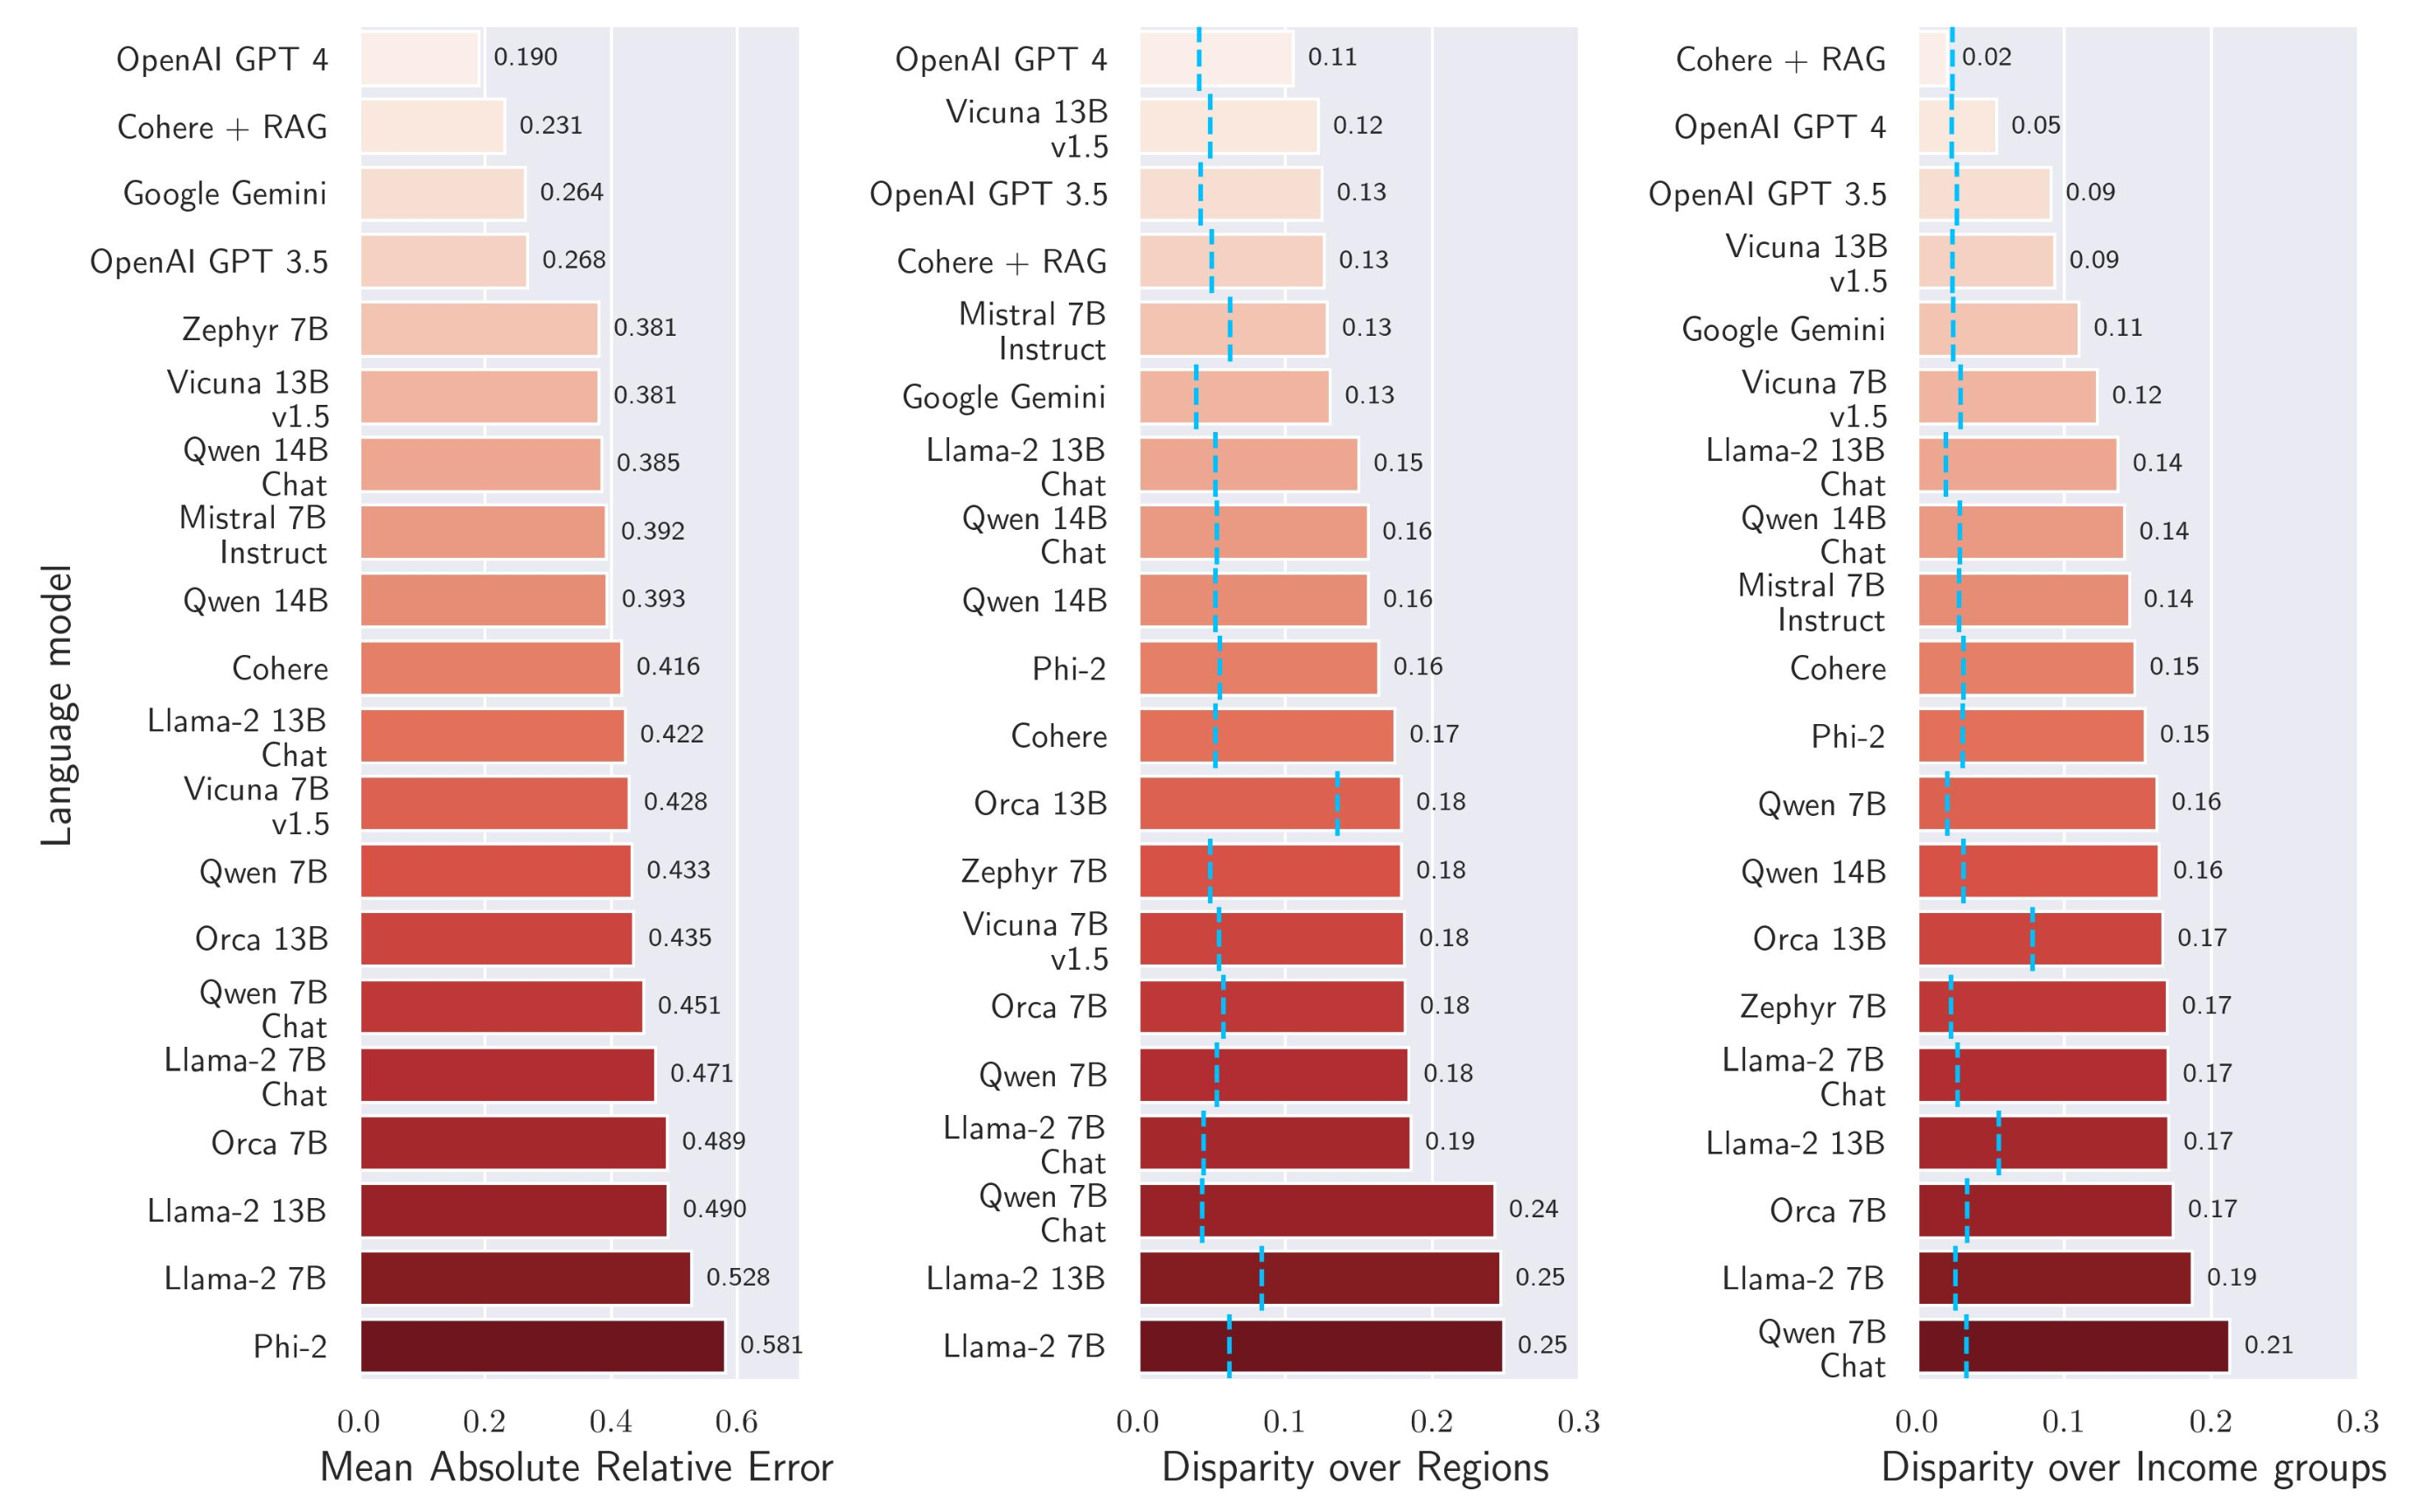 Language model
OpenAI GPT 4
0.190
Cohere + RAG
0.231
Google Gemini
0.264
OpenAI GPT 3.5
0.268
Zephyr 7B
0.381
Vicuna 13B
v1.5
0.381
Qwen 14B
Chat
0.385
Mistral 7B
Instruct
0.392
Qwen 14B
0.393
Cohere
0.416
Llama-2 13B
Chat
0.422
Vicuna 7B
v1.5
0.428
Qwen 7B
0.433
Orca 13B
0.435
Qwen 7B
Chat
0.451
Llama-2 7B
Chat
0.471
Orca 7B
0.489
Llama-2 13B
0.490
Llama-2 7B
0.528
Phi-2
0.581
0.0 0.2 0.4 0.6
Mean Absolute Relative Error
OpenAI GPT 4
0.11
Vicuna 13B
v1.5
0.12
OpenAI GPT 3.5
0.13
Cohere + RAG
0.13
Mistral 7B
Instruct
0.13
Google Gemini
0.13
Llama-2 13B
Chat
0.15
Qwen 14B
Chat
0.16
Qwen 14B
0.16
Phi-2
0.16
Cohere
0.17
Orca 13B
0.18
Zephyr 7B
0.18
Vicuna 7B
v1.5
0.18
Orca 7B
0.18
Qwen 7B
0.18
Llama-2 7B
Chat
0.19
Qwen 7B
Chat
0.24
Llama-2 13B
0.25
Llama-2 7B
0.25
0.0 0.1 0.2 0.3
Disparity over Regions
Cohere + RAG
0.02
OpenAI GPT 4
0.05
OpenAI GPT 3.5
0.09
Vicuna 13B
v1.5
0.09
Google Gemini
0.11
Vicuna 7B
v1.5
0.12
Llama-2 13B
Chat
0.14
Qwen 14B
Chat
0.14
Mistral 7B
Instruct
0.14
Cohere
0.15
Phi-2
0.15
Qwen 7B
0.16
Qwen 14B
0.16
Orca 13B
0.17
Zephyr 7B
0.17
Llama-2 7B
Chat
0.17
Llama-2 13B
0.17
Orca 7B
0.17
Llama-2 7B
0.19
Qwen 7B
Chat
0.21
0.0 0.1 0.2 0.3
Disparity over Income groups